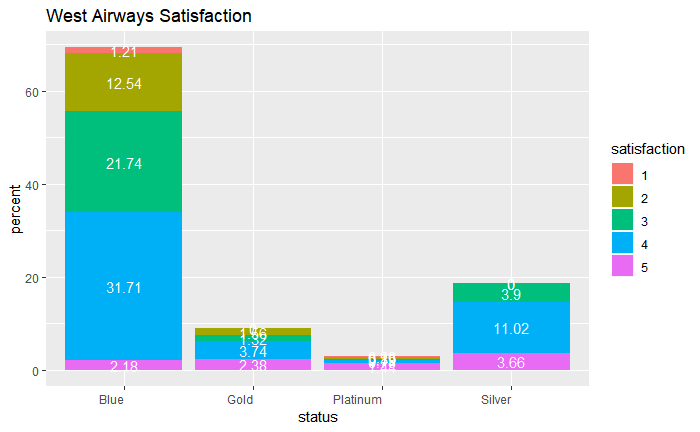 West Airways Satisfaction
percent
60
40
20
0
1.21
12.54
21.74
31.71
2.18
1.56
1.32
3.74
2.38
0
3.9
11.02
3.66
Blue
Gold
Platinum
Silver
status
satisfaction
1
2
3
4
5